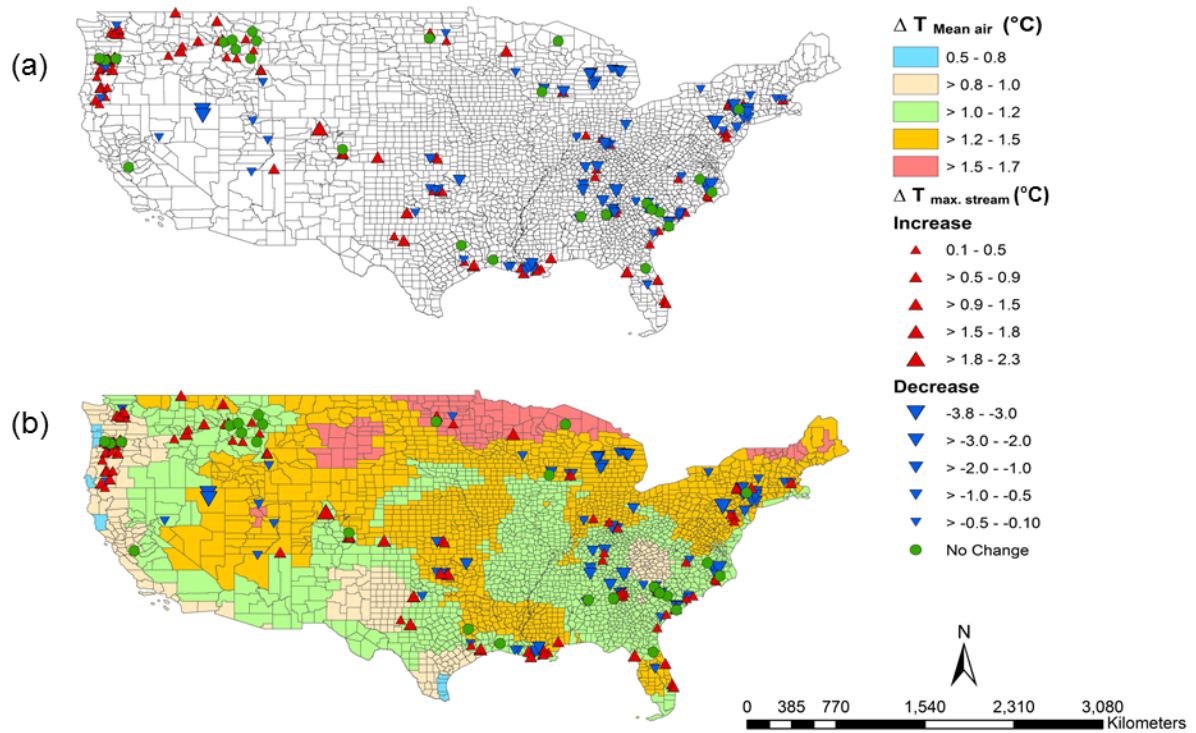 (a)
(b)
Δ T Mean air (°C)
0.5 - 0.8
> 0.8 - 1.0
> 1.0 - 1.2
> 1.2 - 1.5
> 1.5 - 1.7
Δ T max. stream (°C)
Increase
0.1 - 0.5
> 0.5 - 0.9
> 0.9 - 1.5
> 1.5 - 1.8
> 1.8 - 2.3
Decrease
-3.8 - -3.0
> -3.0 - -2.0
> -2.0 - -1.0
> -1.0 - -0.5
> -0.5 - -0.10
No Change
N
0 385 770 1,540 2,310 3,080
Kilometers